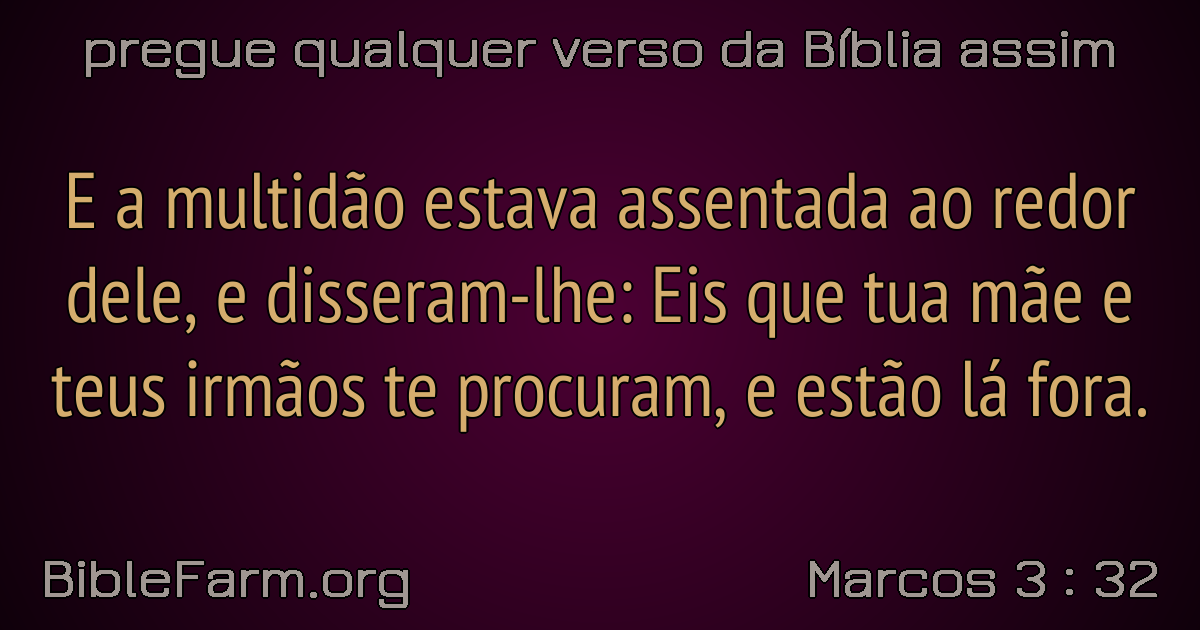 pregue qualquer verso da Bíblia assim
E a multidão estava assentada ao redor
dele, e disseram-lhe: Eis que tua mãe e
teus irmãos te procuram, e estão lá fora.
BibleFarm.org
Marcos 3 : 32